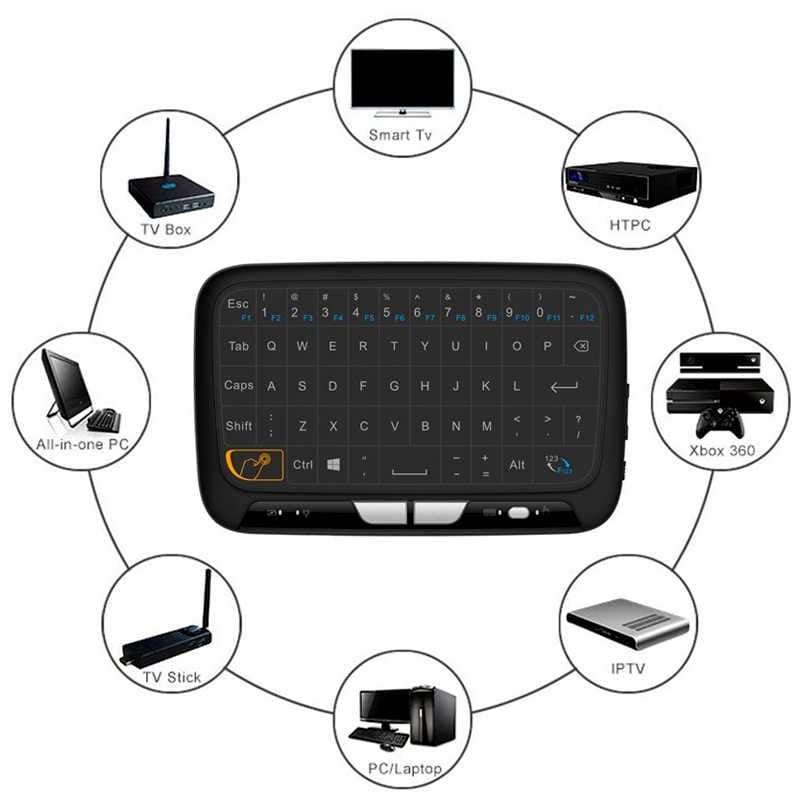 Smart Tv
TV Box
HTPC
! @ # $ % ^ & * ( ) ~
Esc 1 2 3 4 5 6 7 8 9 0 .
F1 F2 F3 F4 F5 F6 F7 F8 F9 F10 F11 F12
Tab Q W E R T Y U I O P
Caps A S D F G H J K L
: < > ?
Shift ; Z X C V B N M , . /
All-in-one PC
Xbox 360
" _ + 123
Ctrl ' - = Alt F123
TV Stick
IPTV
PC/Laptop